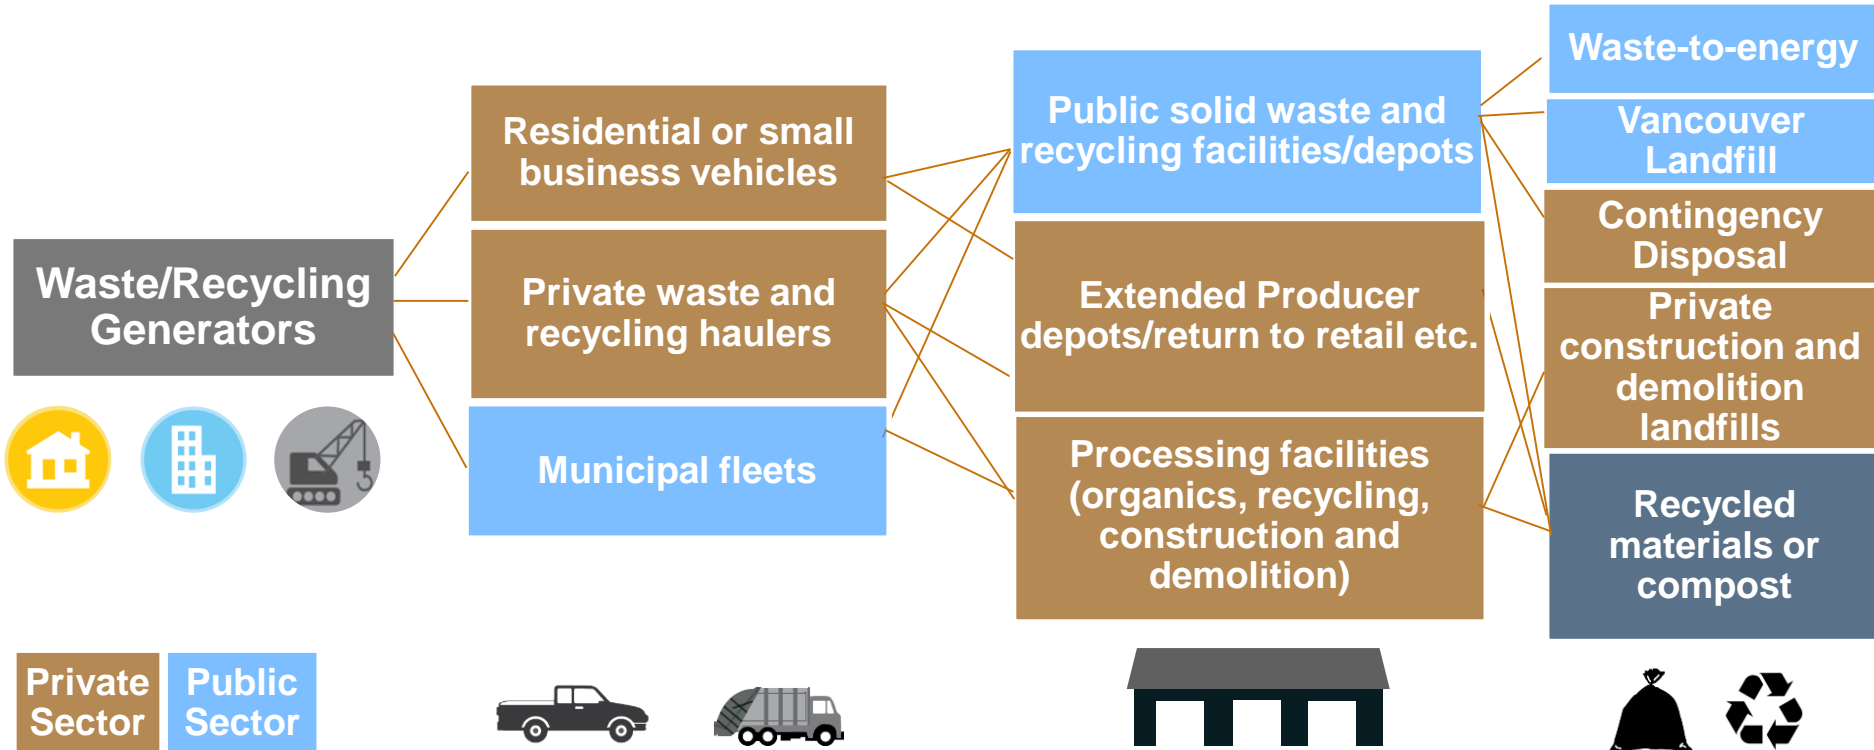 Waste/Recycling
Generators
Residential or small
business vehicles
Private waste and
recycling haulers
Municipal fleets
Public solid waste and
recycling facilities/depots
Extended Producer
depots/return to retail etc.
Processing facilities
(organics, recycling,
construction and
demolition)
Waste-to-energy
Vancouver
Landfill
Contingency
Disposal
Private
construction and
demolition
landfills
Recycled
materials or
compost
Private
Sector
Public
Sector